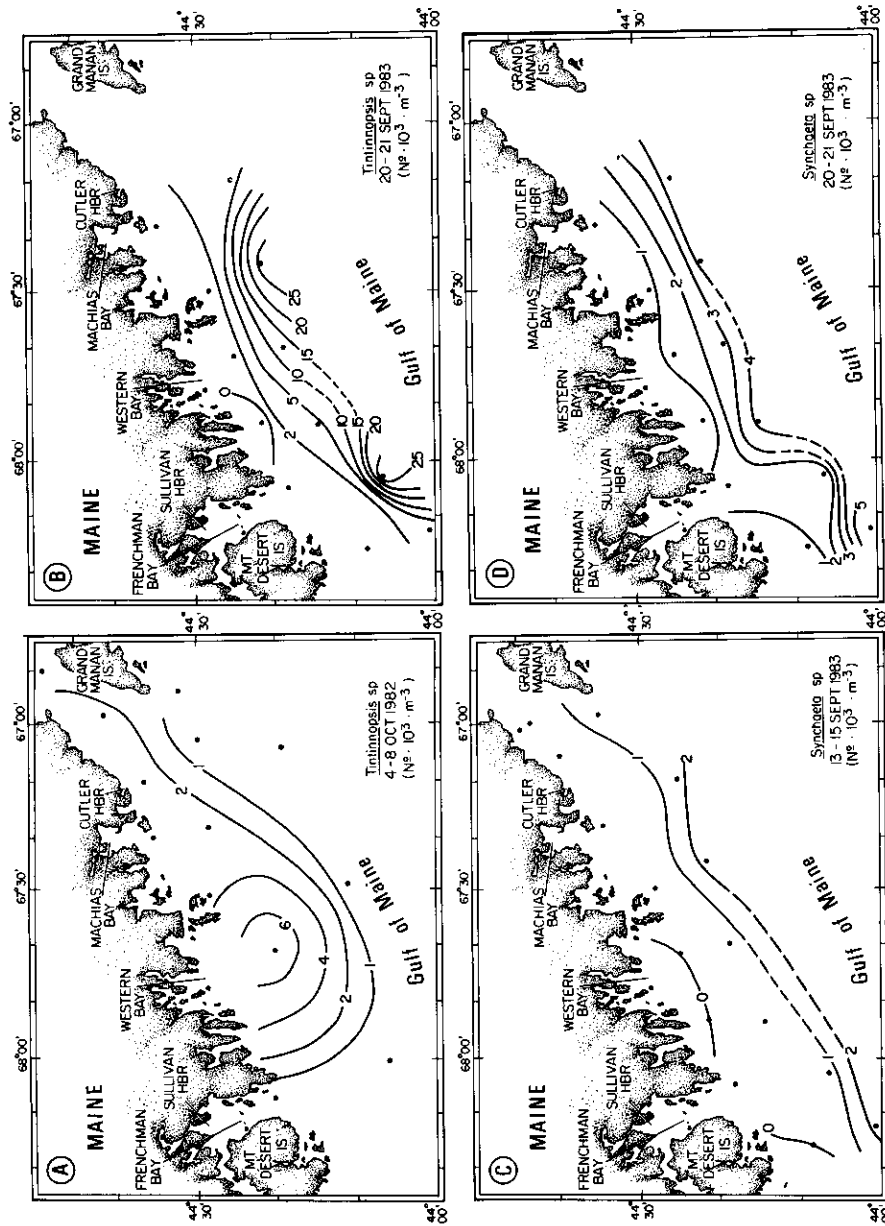 A
MAINE
FRENCHMAN
BAY
SULLIVAN
HBR
MT
DESERT
IS
WESTERN
BAY
MACHIAS
BAY
CUTLER
HBR
GRAND
MANAN
IS.
68°00'
67°30'
67°00'
44°
30'
44°
00'
1
2
4
6
2
1
Gulf of Maine
Tintinnopsis sp
4-8 OCT 1982
(Nº · 10³ · m⁻³)
B
MAINE
FRENCHMAN
BAY
SULLIVAN
HBR
MT
DESERT
IS
WESTERN
BAY
MACHIAS
BAY
CUTLER
HBR
GRAND
MANAN
IS.
68°00'
67°30'
67°00'
44°
30'
44°
00'
0
2
5
10
15
20
25
10
15
20
25
Gulf of Maine
Tintinnopsis sp
20-21 SEPT 1983
(Nº · 10³ · m⁻³)
C
MAINE
FRENCHMAN
BAY
SULLIVAN
HBR
MT
DESERT
IS
WESTERN
BAY
MACHIAS
BAY
CUTLER
HBR
GRAND
MANAN
IS.
68°00'
67°30'
67°00'
44°
30'
44°
00'
0
0
1
2
1
2
Gulf of Maine
Synchaeta sp
13-15 SEPT 1983
(Nº · 10³ · m⁻³)
D
MAINE
FRENCHMAN
BAY
SULLIVAN
HBR
MT
DESERT
IS
WESTERN
BAY
MACHIAS
BAY
CUTLER
HBR
GRAND
MANAN
IS.
68°00'
67°30'
67°00'
44°
30'
44°
00'
1
2
3
4
1
2
3
5
Gulf of Maine
Synchaeta sp
20-21 SEPT 1983
(Nº · 10³ · m⁻³)